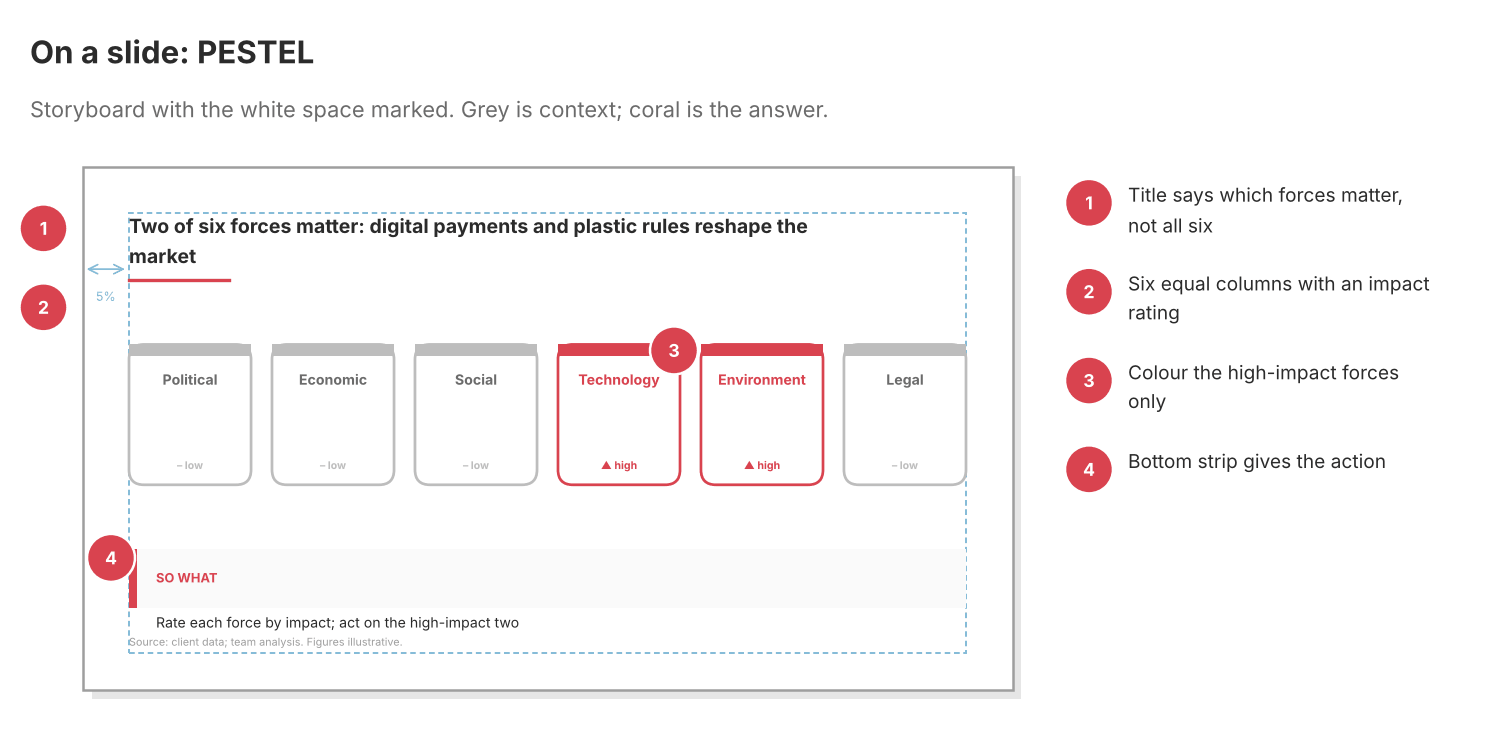 On a slide: PESTEL
Storyboard with the white space marked. Grey is context; coral is the answer.
1
Two of six forces matter: digital payments and plastic rules reshape the
market
5%
2
3
Political
Economic
Social
Technology
Environment
Legal
– low
– low
– low
▲ high
▲ high
– low
4
SO WHAT
Rate each force by impact; act on the high-impact two
Source: client data; team analysis. Figures illustrative.
1
Title says which forces matter,
not all six
2
Six equal columns with an impact
rating
3
Colour the high-impact forces
only
4
Bottom strip gives the action